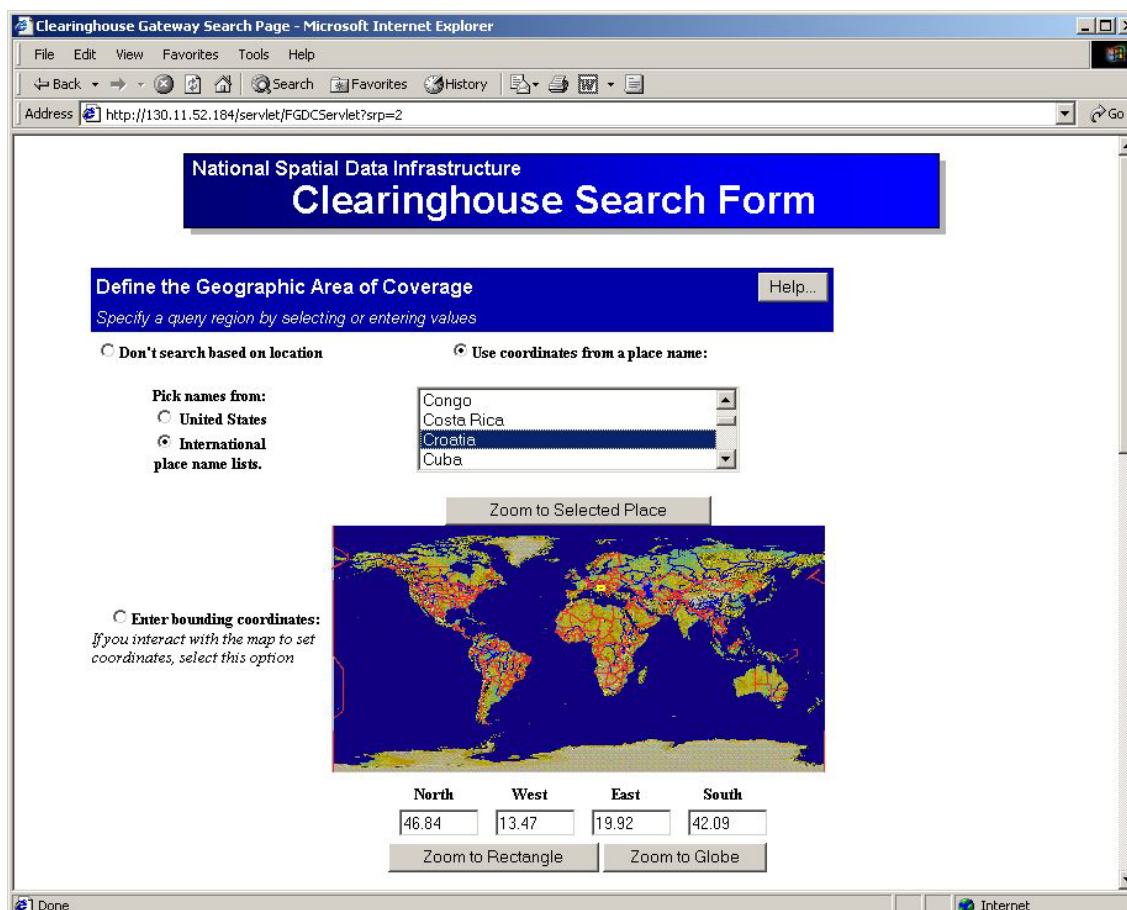 Clearinghouse Gateway Search Page - Microsoft Internet Explorer
File Edit View Favorites Tools Help
Back Search Favorites History
Address http://130.11.52.184/servlet/FGDCServlet?srp=2 Go
National Spatial Data Infrastructure
Clearinghouse Search Form
Define the Geographic Area of Coverage Help...
Specify a query region by selecting or entering values
Don't search based on location Use coordinates from a place name:
Pick names from:
United States
International
place name lists.
Congo
Costa Rica
Croatia
Cuba
Zoom to Selected Place
Enter bounding coordinates:
If you interact with the map to set
coordinates, select this option
North West East South
46.84 13.47 19.92 42.09
Zoom to Rectangle Zoom to Globe
Done Internet